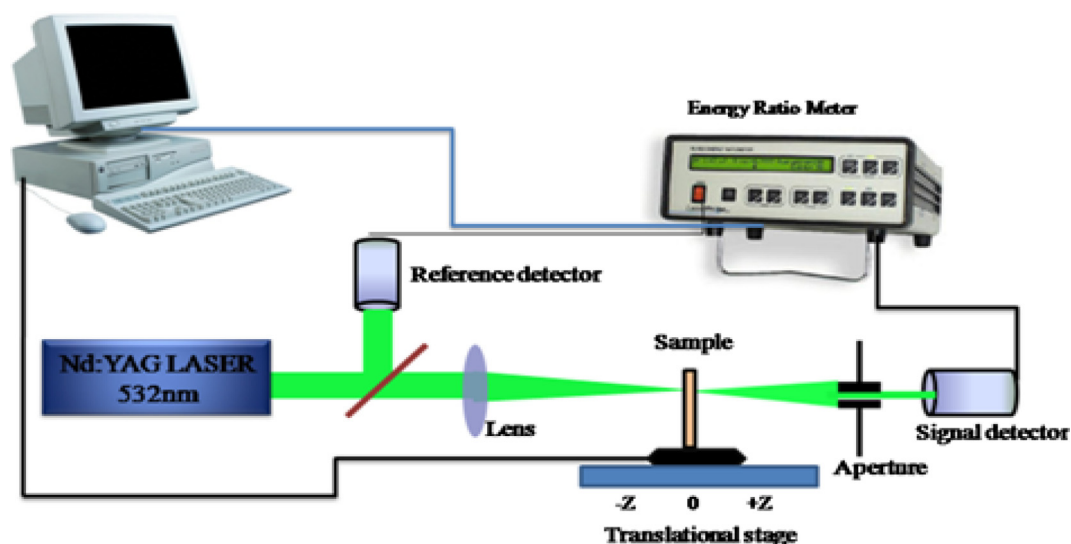 Energy Ratio Meter
Reference detector
Nd:YAG LASER
532nm
Sample
Lens
Signal detector
Aperture
-Z 0 +Z
Translational stage